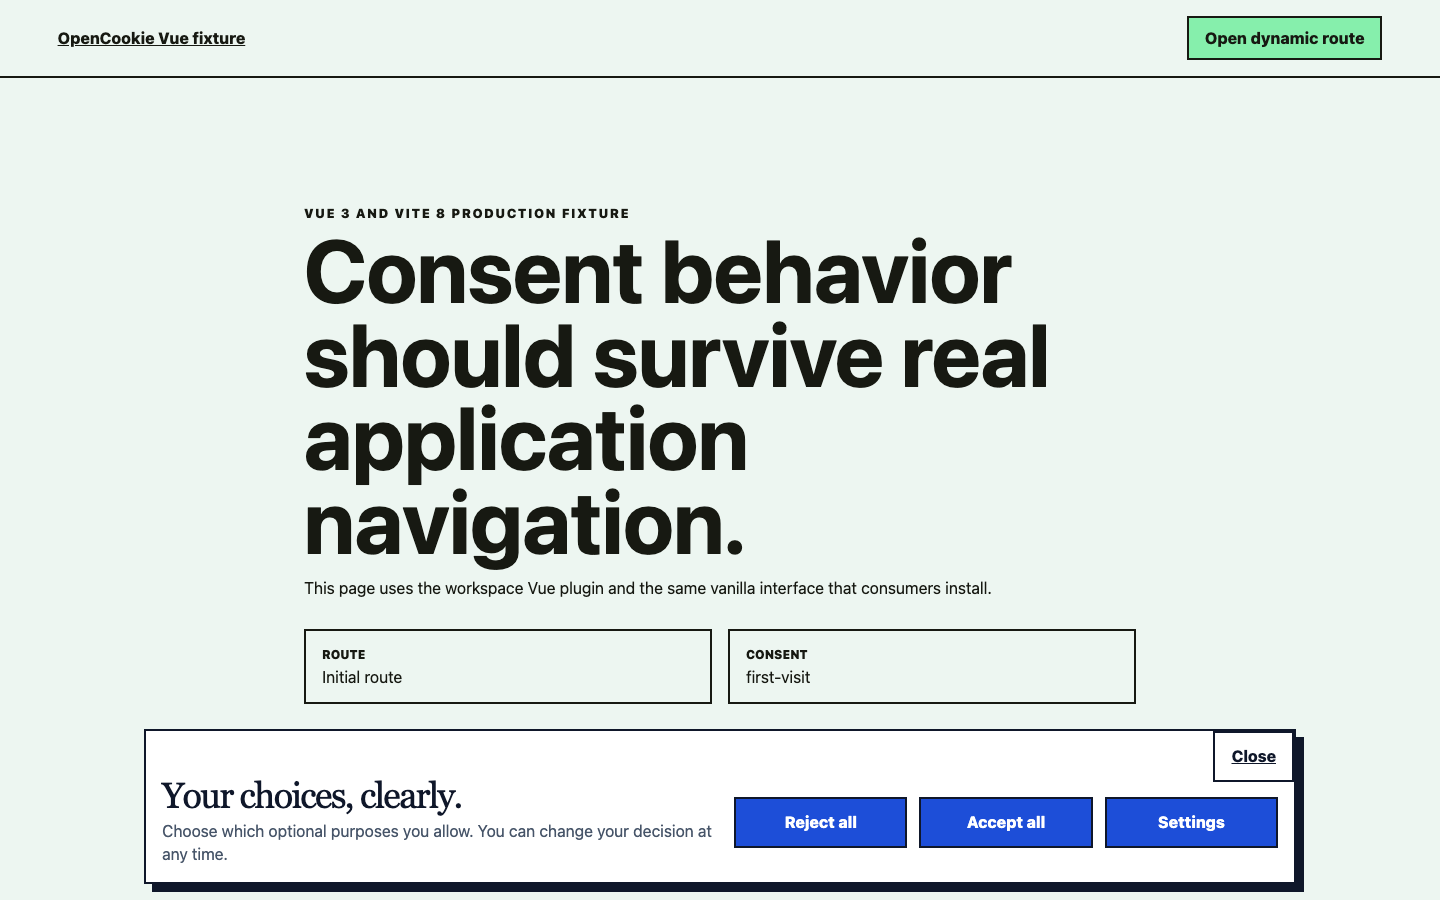 OpenCookie Vue fixture
Open dynamic route
VUE 3 AND VITE 8 PRODUCTION FIXTURE
Consent behavior
should survive real
application
navigation.
This page uses the workspace Vue plugin and the same vanilla interface that consumers install.
ROUTE
Initial route
CONSENT
first-visit
Close
Your choices, clearly.
Choose which optional purposes you allow. You can change your decision at
any time.
Reject all
Accept all
Settings